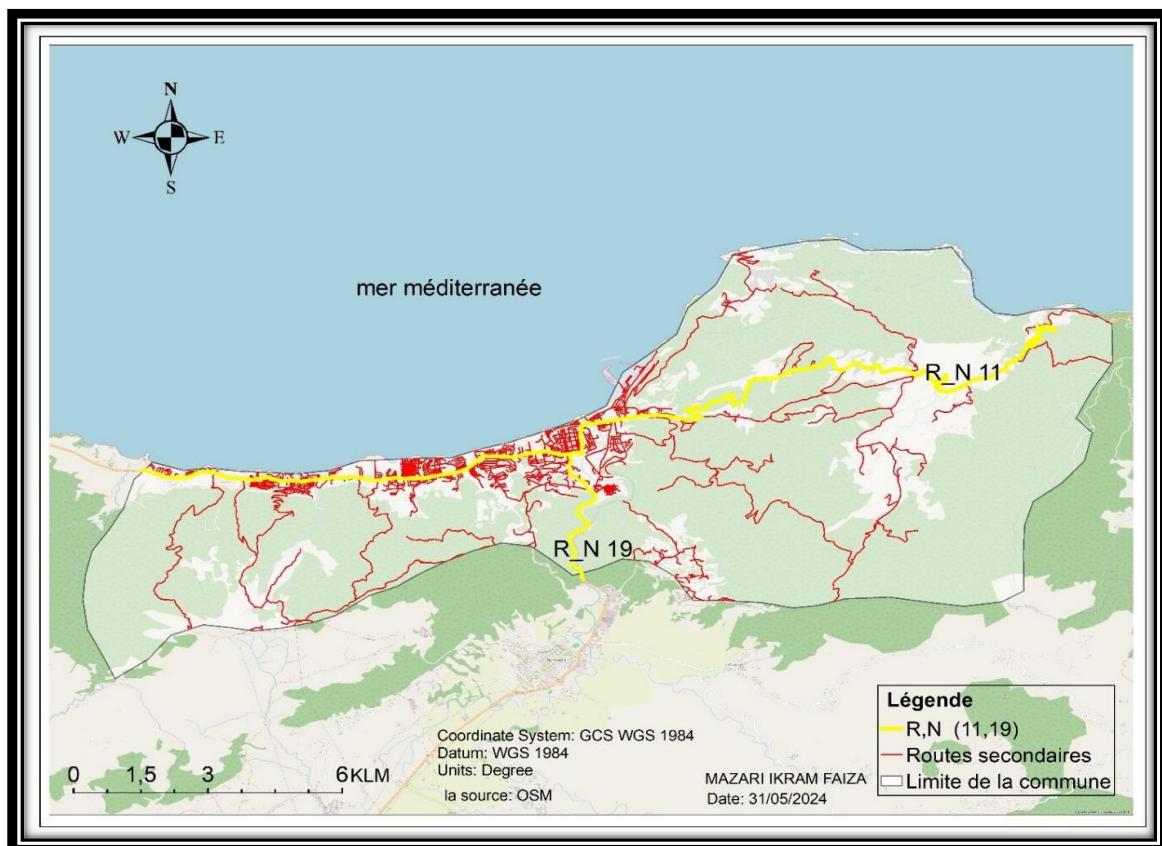 N
W E
S
mer méditerranée
R_N 11
R_N 19
Légende
R,N (11,19)
Routes secondaires
Limite de la commune
Coordinate System: GCS WGS 1984
Datum: WGS 1984
Units: Degree
la source: OSM
0 1,5 3 6KLM
MAZARI IKRAM FAIZA
Date: 31/05/2024